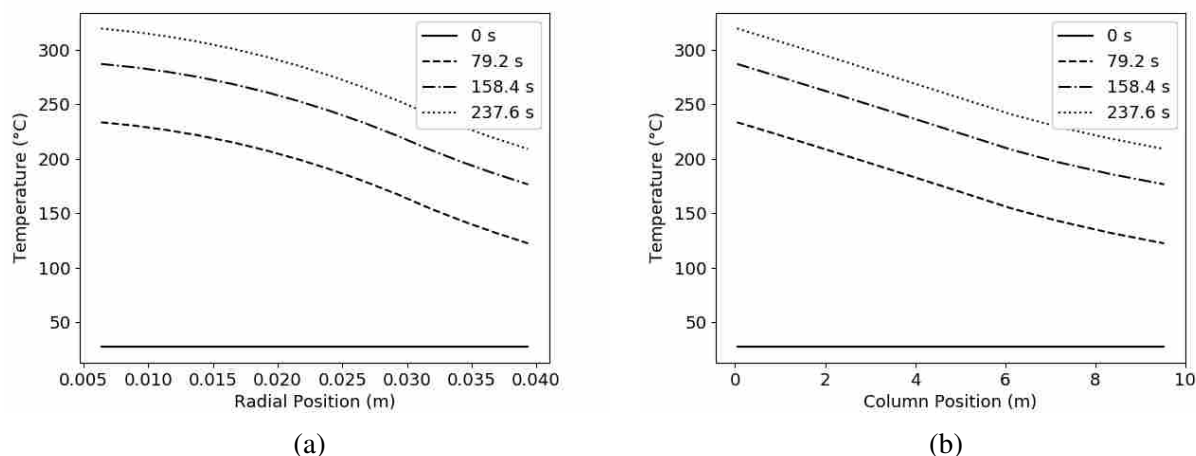 0 s
79.2 s
158.4 s
237.6 s
Temperature (°C)
300
250
200
150
100
50
0.005 0.010 0.015 0.020 0.025 0.030 0.035 0.040
Radial Position (m)
(a)
0 s
79.2 s
158.4 s
237.6 s
Temperature (°C)
300
250
200
150
100
50
0 2 4 6 8 10
Column Position (m)
(b)